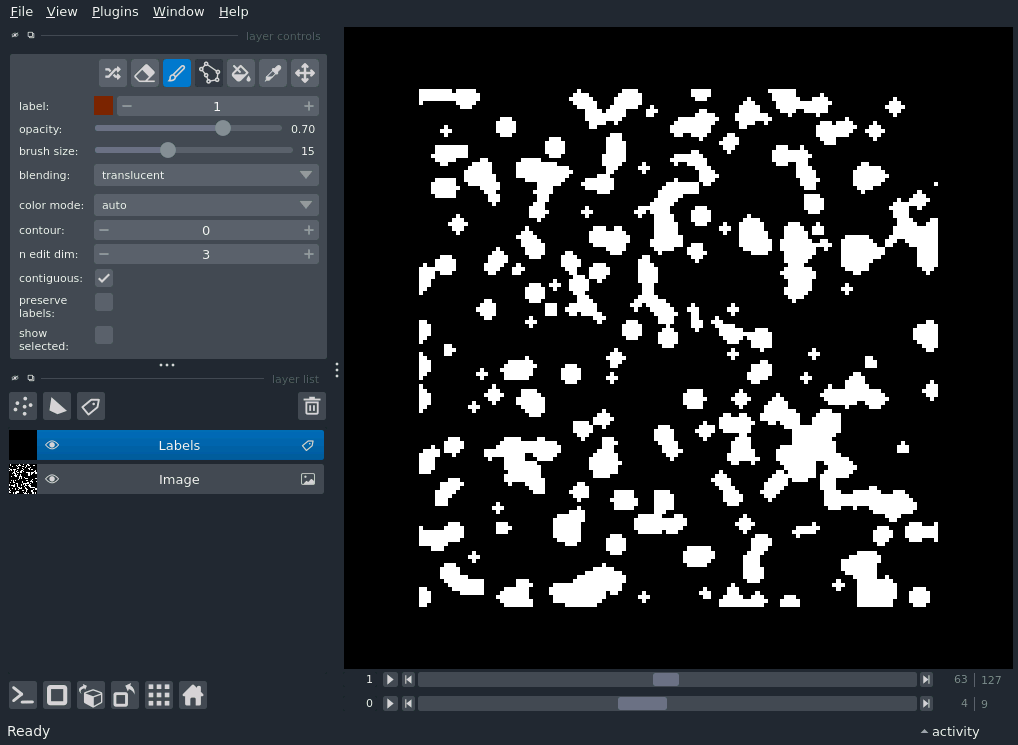 File View Plugins Window Help
layer controls
label: 1
opacity: 0.70
brush size: 15
blending: translucent
color mode: auto
contour: 0
n edit dim: 3
contiguous:
preserve
labels:
show
selected:
layer list
Labels
Image
1 63 127
0 4 9
Ready activity